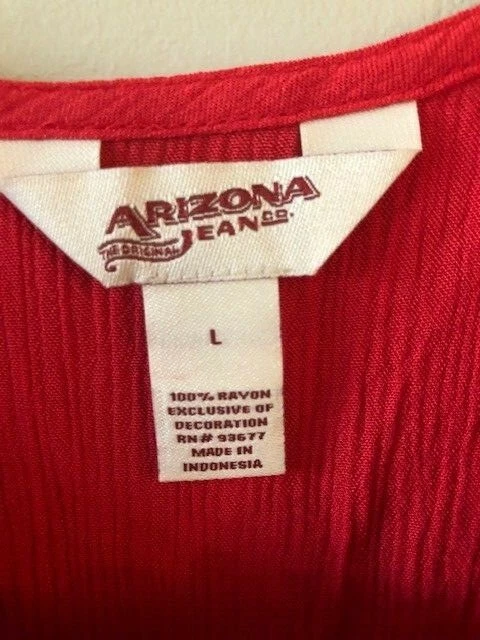 ARIZONA
THE ORIGINAL JEAN CO.
L
100% RAYON
EXCLUSIVE OF
DECORATION
RN# 93677
MADE IN
INDONESIA